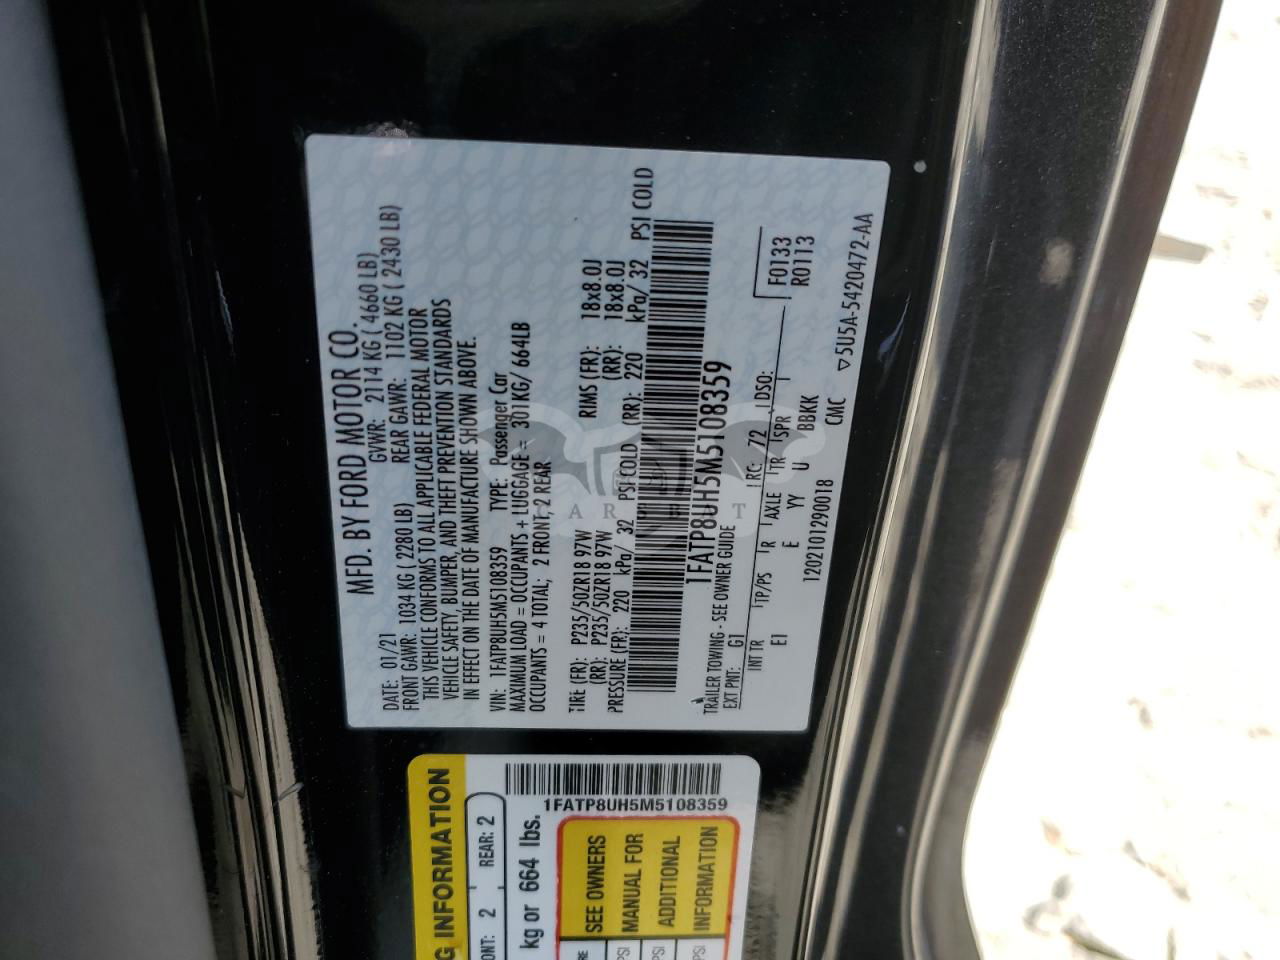 MFD. BY FORD MOTOR CO.
DATE: 01/21 GVWR: 2114 KG ( 4660 LB)
FRONT GAWR: 1034 KG ( 2280 LB) REAR GAWR: 1102 KG ( 2430 LB)
THIS VEHICLE CONFORMS TO ALL APPLICABLE FEDERAL MOTOR
VEHICLE SAFETY, BUMPER, AND THEFT PREVENTION STANDARDS
IN EFFECT ON THE DATE OF MANUFACTURE SHOWN ABOVE.
VIN: 1FATP8UH5M5108359 TYPE: Passenger Car
MAXIMUM LOAD = OCCUPANTS + LUGGAGE = 301KG/ 664LB
OCCUPANTS = 4 TOTAL; 2 FRONT, 2 REAR
TIRE (FR): P235/50ZR18 97W RIMS (FR): 18x8.0J
(RR): P235/50ZR18 97W (RR): 18x8.0J
PRESSURE (FR): 220 kPa/ 32 PSI COLD (RR): 220 kPa/ 32 PSI COLD
1FATP8UH5M5108359
TRAILER TOWING - SEE OWNER GUIDE
F0133
R0113
EXT PNT: G1 RC: 72 DSO:
INT TR TP/PS R AXLE TR SPR
EI E YY U BBKK
1202101290018 CMC
▽5U5A-5420472-AA
CARSBUT
G INFORMATION
ONT: 2 REAR: 2
kg or 664 lbs.
1FATP8UH5M5108359
SEE OWNERS
MANUAL FOR
ADDITIONAL
INFORMATION
RE
PSI
PSI
PSI